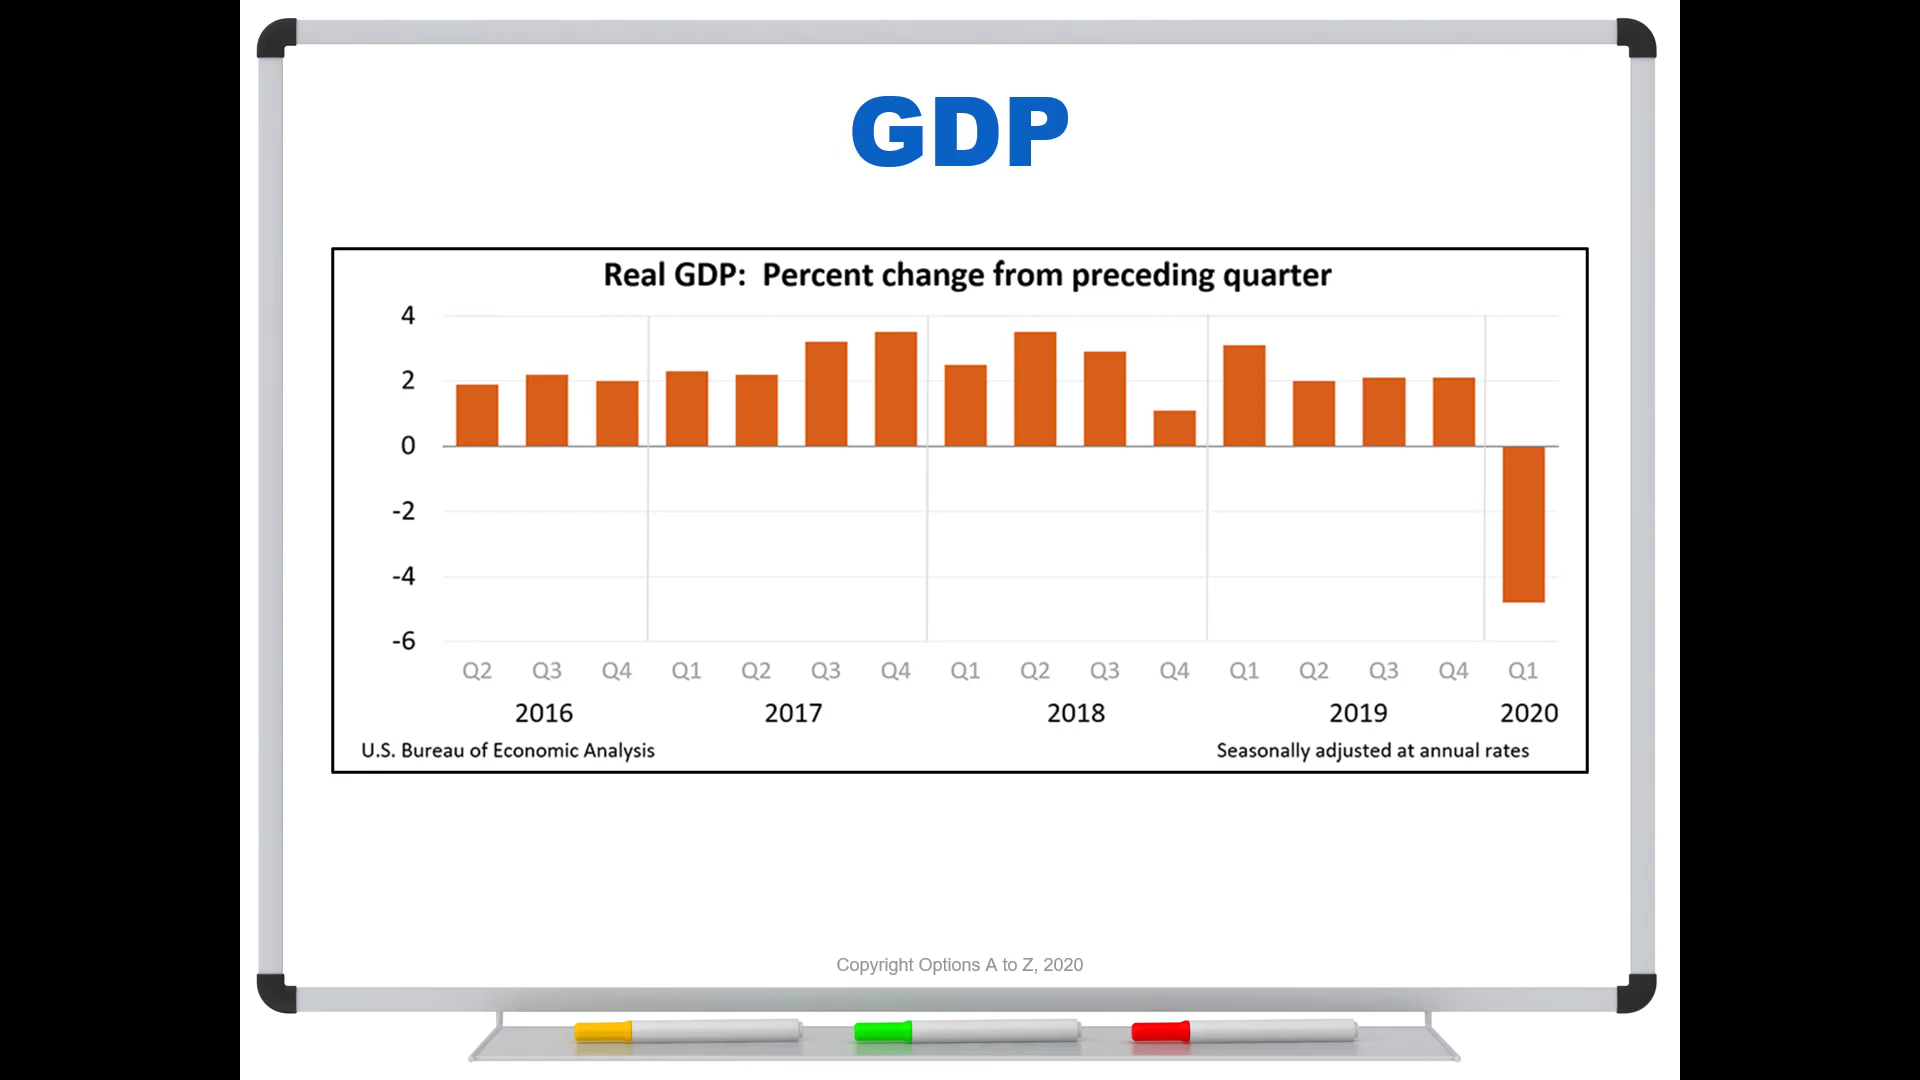 GDP
Real GDP:  Percent change from preceding quarter
4
2
0
-2
-4
-6
Q2 Q3 Q4 Q1 Q2 Q3 Q4 Q1 Q2 Q3 Q4 Q1 Q2 Q3 Q4 Q1
2016 2017 2018 2019 2020
U.S. Bureau of Economic Analysis Seasonally adjusted at annual rates
Copyright Options A to Z, 2020